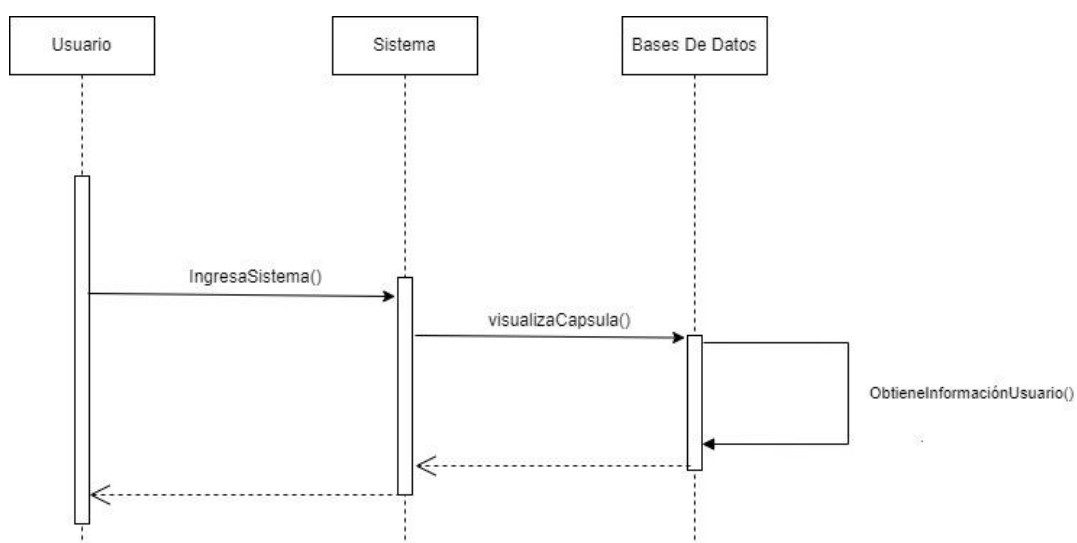 Usuario
Sistema
Bases De Datos
IngresaSistema()
visualizaCapsula()
ObtieneInformaciónUsuario()